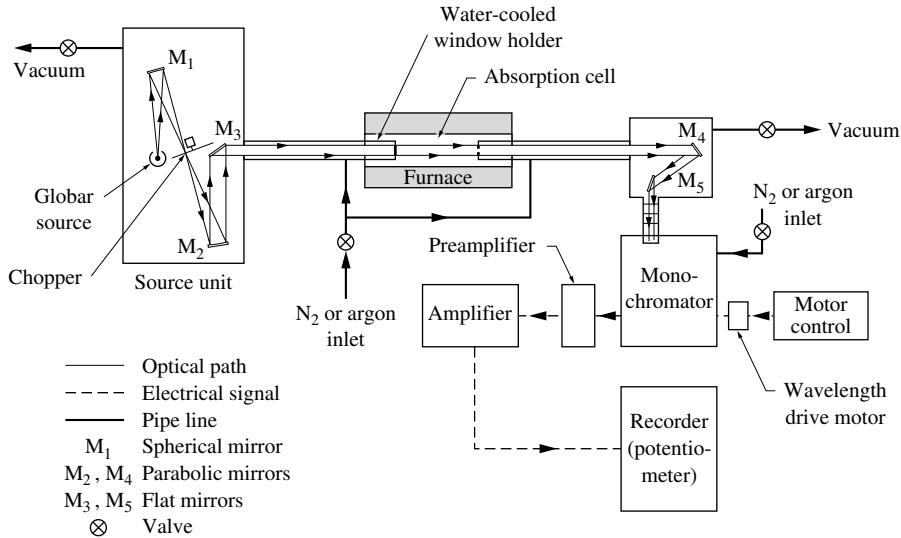 Water-cooled
window holder
Absorption cell
Vacuum
M1
M3
M4
Vacuum
Globar
source
Furnace
M5
N2 or argon
inlet
M2
Preamplifier
Chopper
Source unit
Mono-
chromator
N2 or argon
inlet
Amplifier
Motor
control
Optical path
Electrical signal
Pipe line
M1 Spherical mirror
M2 , M4 Parabolic mirrors
M3 , M5 Flat mirrors
Valve
Wavelength
drive motor
Recorder
(potentio-
meter)